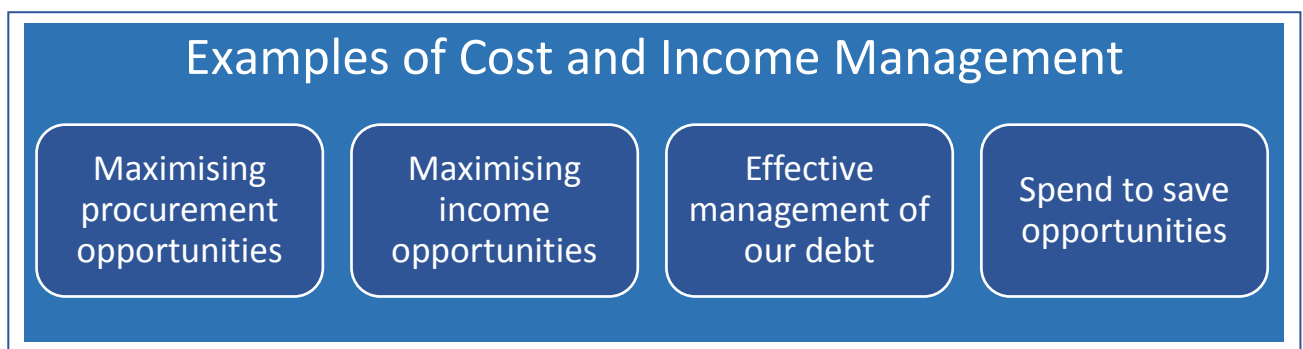 Examples of Cost and Income Management
Maximising
procurement
opportunities
Maximising
income
opportunities
Effective
management of
our debt
Spend to save
opportunities